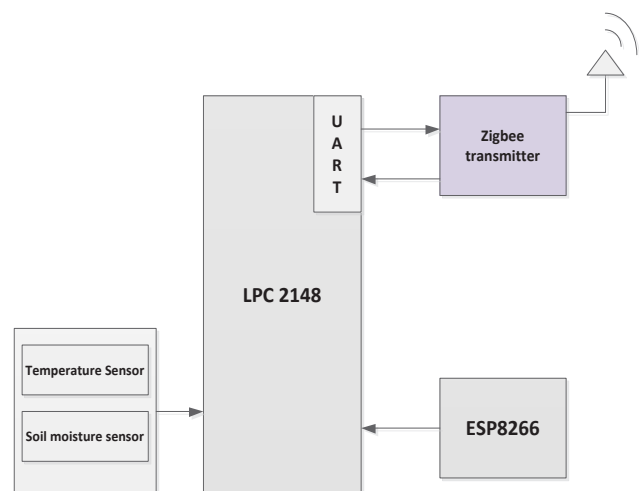 U
A
R
T
Zigbee
transmitter
LPC 2148
Temperature Sensor
Soil moisture sensor
ESP8266